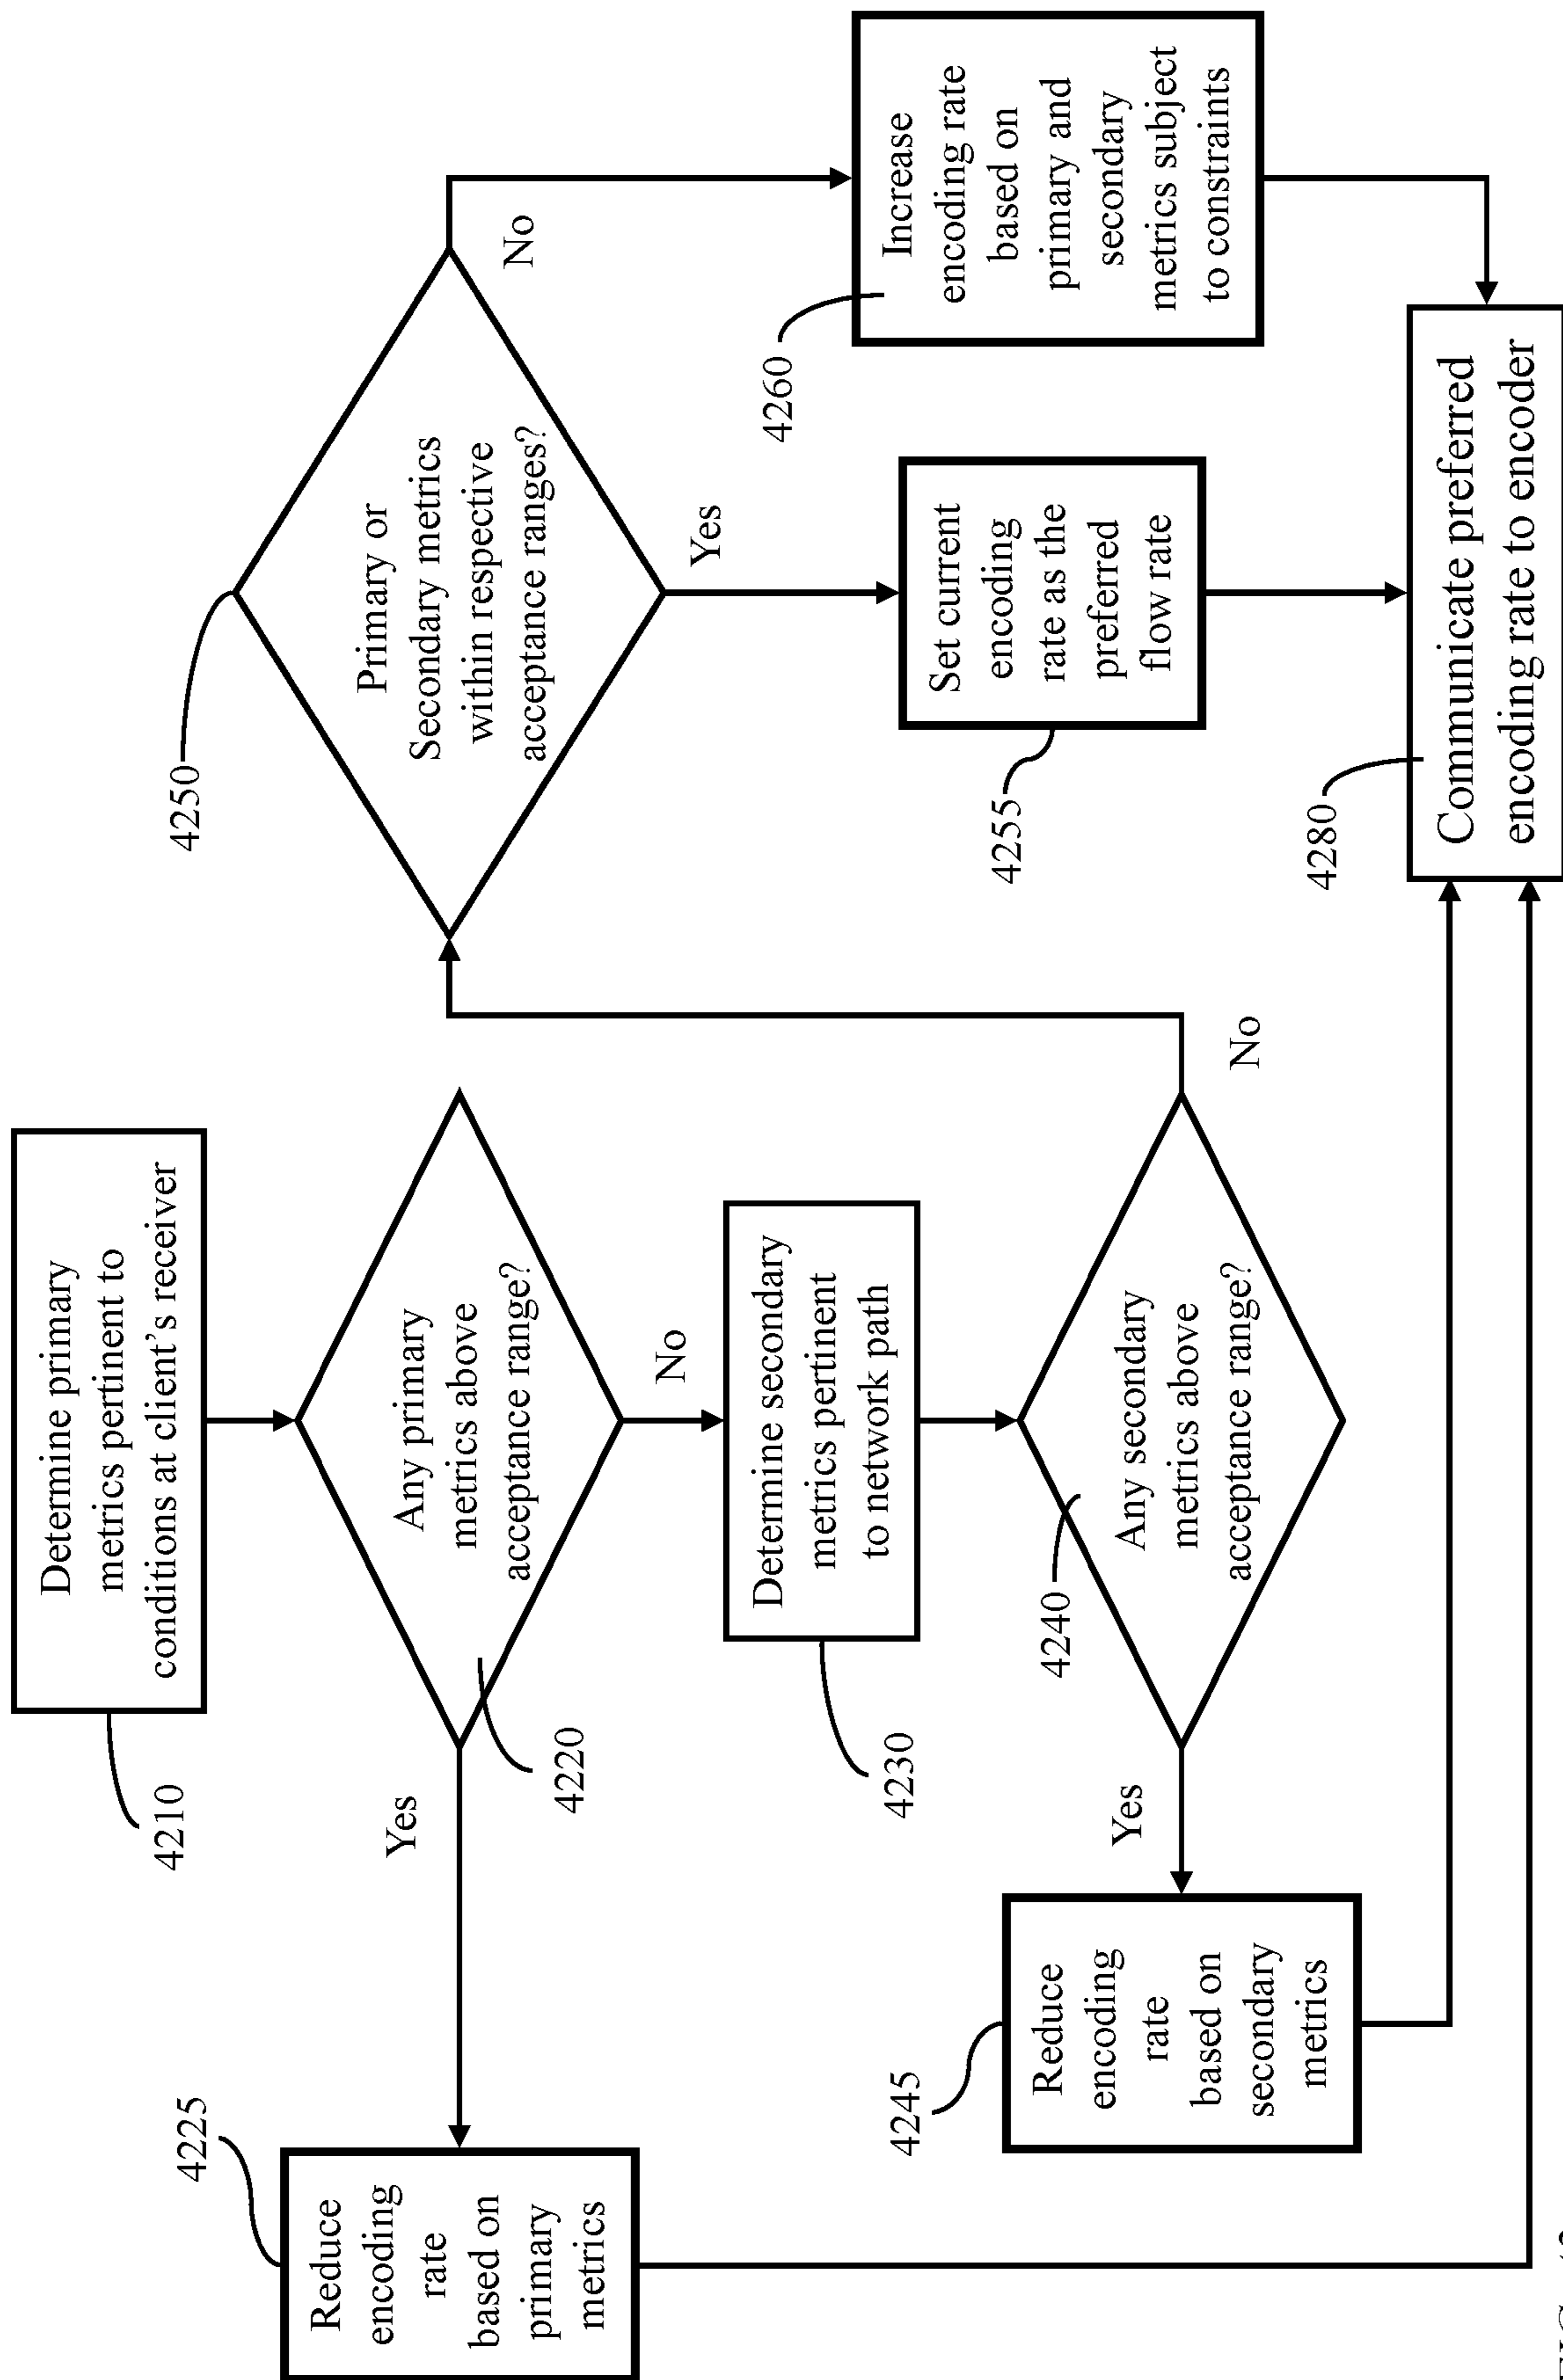 Determine primary
metrics pertinent to
conditions at client's receiver
4210
Any primary
metrics above
acceptance range?
4220
Yes
No
Reduce
encoding
rate
based on
primary
metrics
4225
Determine secondary
metrics pertinent
to network path
4230
Any secondary
metrics above
acceptance range?
4240
Yes
No
Reduce
encoding
rate
based on
secondary
metrics
4245
Primary or
Secondary metrics
within respective
acceptance ranges?
4250
Yes
No
Set current
encoding
rate as the
preferred
flow rate
4255
Increase
encoding rate
based on
primary and
secondary
metrics subject
to constraints
4260
Communicate preferred
encoding rate to encoder
4280